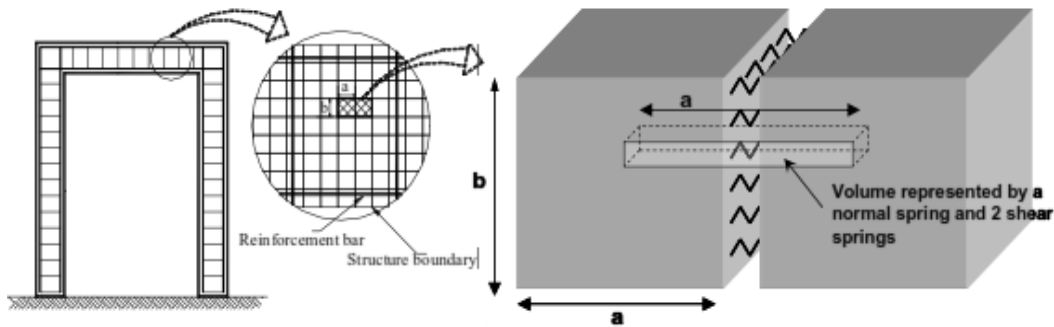 a
b
Reinforcement bar
Structure boundary
a
b
Volume represented by a
normal spring and 2 shear
springs
a